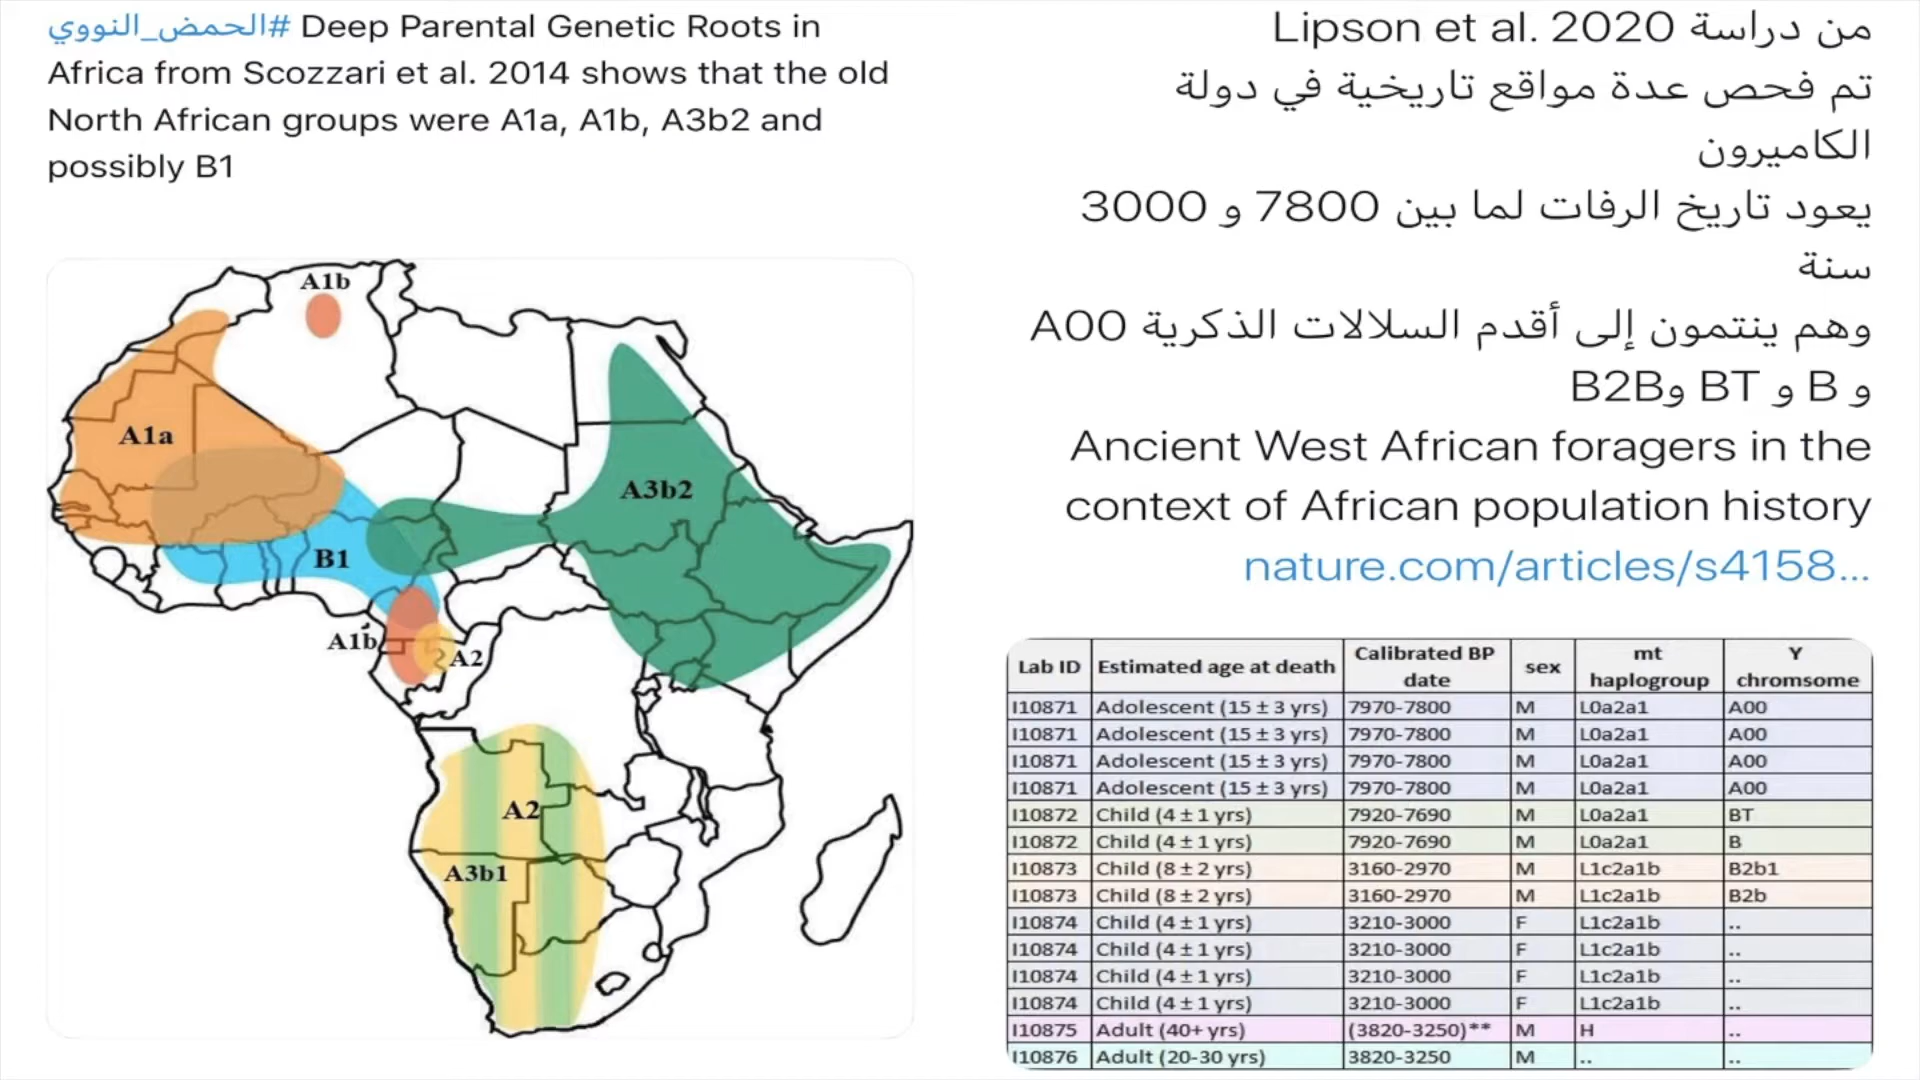 #الحمض_النووي Deep Parental Genetic Roots in
Africa from Scozzari et al. 2014 shows that the old
North African groups were A1a, A1b, A3b2 and
possibly B1
A1b
A1a
A3b2
B1
A1b
A2
A2
A3b1
من دراسة Lipson et al. 2020
تم فحص عدة مواقع تاريخية في دولة
الكاميرون
يعود تاريخ الرفات لما بين 7800 و 3000
سنة
وهم ينتمون إلى أقدم السلالات الذكرية A00
و B و BT وB2B
Ancient West African foragers in the
context of African population history
nature.com/articles/s4158...
Lab ID Estimated age at death Calibrated BP date sex mt haplogroup Y chromsome
I10871 Adolescent (15 ± 3 yrs) 7970-7800 M L0a2a1 A00
I10871 Adolescent (15 ± 3 yrs) 7970-7800 M L0a2a1 A00
I10871 Adolescent (15 ± 3 yrs) 7970-7800 M L0a2a1 A00
I10871 Adolescent (15 ± 3 yrs) 7970-7800 M L0a2a1 A00
I10872 Child (4 ± 1 yrs) 7920-7690 M L0a2a1 BT
I10872 Child (4 ± 1 yrs) 7920-7690 M L0a2a1 B
I10873 Child (8 ± 2 yrs) 3160-2970 M L1c2a1b B2b1
I10873 Child (8 ± 2 yrs) 3160-2970 M L1c2a1b B2b
I10874 Child (4 ± 1 yrs) 3210-3000 F L1c2a1b ..
I10874 Child (4 ± 1 yrs) 3210-3000 F L1c2a1b ..
I10874 Child (4 ± 1 yrs) 3210-3000 F L1c2a1b ..
I10874 Child (4 ± 1 yrs) 3210-3000 F L1c2a1b ..
I10875 Adult (40+ yrs) (3820-3250)** M H ..
I10876 Adult (20-30 yrs) 3820-3250 M .. ..